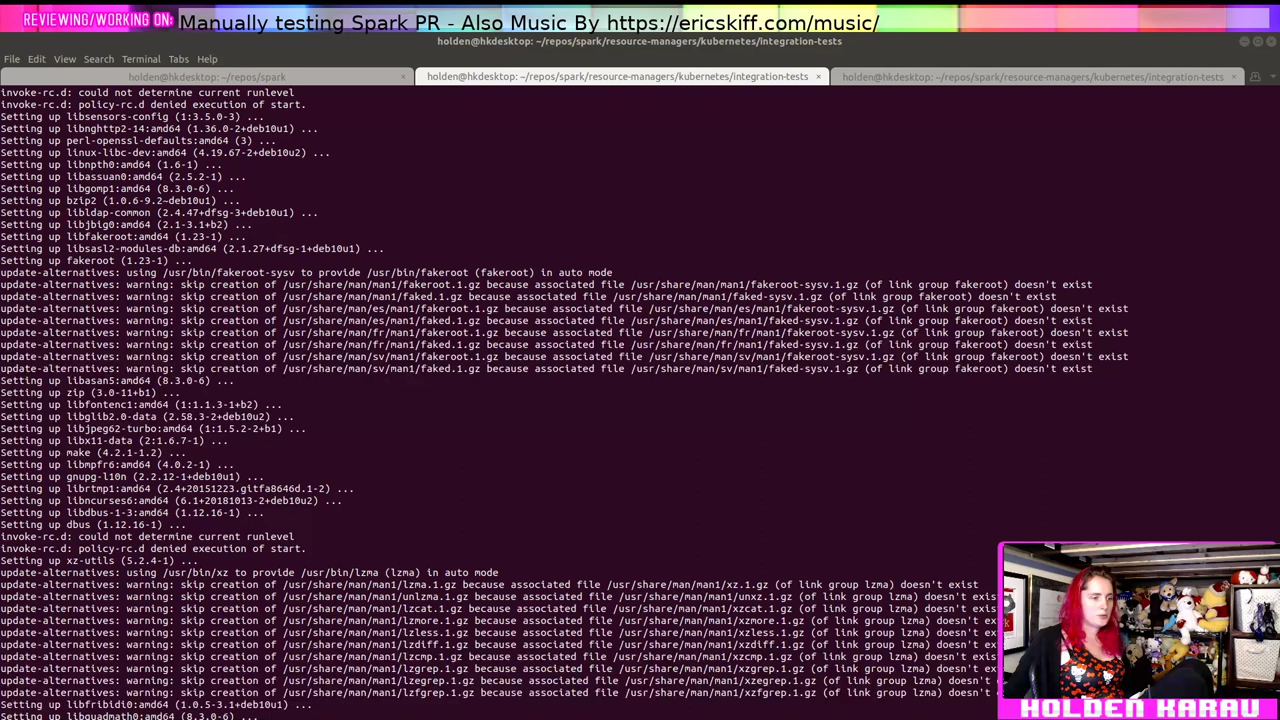 REVIEWING/WORKING ON: Manually testing Spark PR - Also Music By https://ericskiff.com/music/
holden@hkdesktop: ~/repos/spark/resource-managers/kubernetes/integration-tests
File Edit View Search Terminal Tabs Help
holden@hkdesktop: ~/repos/spark × holden@hkdesktop: ~/repos/spark/resource-managers/kubernetes/integration-tests × holden@hkdesktop: ~/repos/spark/resource-managers/kubernetes/integration-tests ×
invoke-rc.d: could not determine current runlevel
invoke-rc.d: policy-rc.d denied execution of start.
Setting up libsensors-config (1:3.5.0-3) ...
Setting up libnghttp2-14:amd64 (1.36.0-2+deb10u1) ...
Setting up perl-openssl-defaults:amd64 (3) ...
Setting up linux-libc-dev:amd64 (4.19.67-2+deb10u2) ...
Setting up libnpth0:amd64 (1.6-1) ...
Setting up libassuan0:amd64 (2.5.2-1) ...
Setting up libgomp1:amd64 (8.3.0-6) ...
Setting up bzip2 (1.0.6-9.2~deb10u1) ...
Setting up libldap-common (2.4.47+dfsg-3+deb10u1) ...
Setting up libjbig0:amd64 (2.1-3.1+b2) ...
Setting up libfakeroot:amd64 (1.23-1) ...
Setting up libsasl2-modules-db:amd64 (2.1.27+dfsg-1+deb10u1) ...
Setting up fakeroot (1.23-1) ...
update-alternatives: using /usr/bin/fakeroot-sysv to provide /usr/bin/fakeroot (fakeroot) in auto mode
update-alternatives: warning: skip creation of /usr/share/man/man1/fakeroot.1.gz because associated file /usr/share/man/man1/fakeroot-sysv.1.gz (of link group fakeroot) doesn't exist
update-alternatives: warning: skip creation of /usr/share/man/man1/faked.1.gz because associated file /usr/share/man/man1/faked-sysv.1.gz (of link group fakeroot) doesn't exist
update-alternatives: warning: skip creation of /usr/share/man/es/man1/fakeroot.1.gz because associated file /usr/share/man/es/man1/fakeroot-sysv.1.gz (of link group fakeroot) doesn't exist
update-alternatives: warning: skip creation of /usr/share/man/es/man1/faked.1.gz because associated file /usr/share/man/es/man1/faked-sysv.1.gz (of link group fakeroot) doesn't exist
update-alternatives: warning: skip creation of /usr/share/man/fr/man1/fakeroot.1.gz because associated file /usr/share/man/fr/man1/fakeroot-sysv.1.gz (of link group fakeroot) doesn't exist
update-alternatives: warning: skip creation of /usr/share/man/fr/man1/faked.1.gz because associated file /usr/share/man/fr/man1/faked-sysv.1.gz (of link group fakeroot) doesn't exist
update-alternatives: warning: skip creation of /usr/share/man/sv/man1/fakeroot.1.gz because associated file /usr/share/man/sv/man1/fakeroot-sysv.1.gz (of link group fakeroot) doesn't exist
update-alternatives: warning: skip creation of /usr/share/man/sv/man1/faked.1.gz because associated file /usr/share/man/sv/man1/faked-sysv.1.gz (of link group fakeroot) doesn't exist
Setting up libasan5:amd64 (8.3.0-6) ...
Setting up zip (3.0-11+b1) ...
Setting up libfontenc1:amd64 (1:1.1.3-1+b2) ...
Setting up libglib2.0-data (2.58.3-2+deb10u2) ...
Setting up libjpeg62-turbo:amd64 (1:1.5.2-2+b1) ...
Setting up libx11-data (2:1.6.7-1) ...
Setting up make (4.2.1-1.2) ...
Setting up libmpfr6:amd64 (4.0.2-1) ...
Setting up gnupg-l10n (2.2.12-1+deb10u1) ...
Setting up librtmp1:amd64 (2.4+20151223.gitfa8646d.1-2) ...
Setting up libncurses6:amd64 (6.1+20181013-2+deb10u2) ...
Setting up libdbus-1-3:amd64 (1.12.16-1) ...
Setting up dbus (1.12.16-1) ...
invoke-rc.d: could not determine current runlevel
invoke-rc.d: policy-rc.d denied execution of start.
Setting up xz-utils (5.2.4-1) ...
update-alternatives: using /usr/bin/xz to provide /usr/bin/lzma (lzma) in auto mode
update-alternatives: warning: skip creation of /usr/share/man/man1/lzma.1.gz because associated file /usr/share/man/man1/xz.1.gz (of link group lzma) doesn't exist
update-alternatives: warning: skip creation of /usr/share/man/man1/unlzma.1.gz because associated file /usr/share/man/man1/unxz.1.gz (of link group lzma) doesn't exis
update-alternatives: warning: skip creation of /usr/share/man/man1/lzcat.1.gz because associated file /usr/share/man/man1/xzcat.1.gz (of link group lzma) doesn't exi
update-alternatives: warning: skip creation of /usr/share/man/man1/lzmore.1.gz because associated file /usr/share/man/man1/xzmore.1.gz (of link group lzma) doesn't ex
update-alternatives: warning: skip creation of /usr/share/man/man1/lzless.1.gz because associated file /usr/share/man/man1/xzless.1.gz (of link group lzma) doesn't e
update-alternatives: warning: skip creation of /usr/share/man/man1/lzdiff.1.gz because associated file /usr/share/man/man1/xzdiff.1.gz (of link group lzma) doesn't e
update-alternatives: warning: skip creation of /usr/share/man/man1/lzcmp.1.gz because associated file /usr/share/man/man1/xzcmp.1.gz (of link group lzma) doesn't exi
update-alternatives: warning: skip creation of /usr/share/man/man1/lzgrep.1.gz because associated file /usr/share/man/man1/xzgrep.1.gz (of link group lzma) doesn't e
update-alternatives: warning: skip creation of /usr/share/man/man1/lzegrep.1.gz because associated file /usr/share/man/man1/xzegrep.1.gz (of link group lzma) doesn't
update-alternatives: warning: skip creation of /usr/share/man/man1/lzfgrep.1.gz because associated file /usr/share/man/man1/xzfgrep.1.gz (of link group lzma) doesn't
Setting up libfribidi0:amd64 (1.0.5-3.1+deb10u1) ...
Setting up libquadmath0:amd64 (8.3.0-6) ...
HOLDEN KARAU